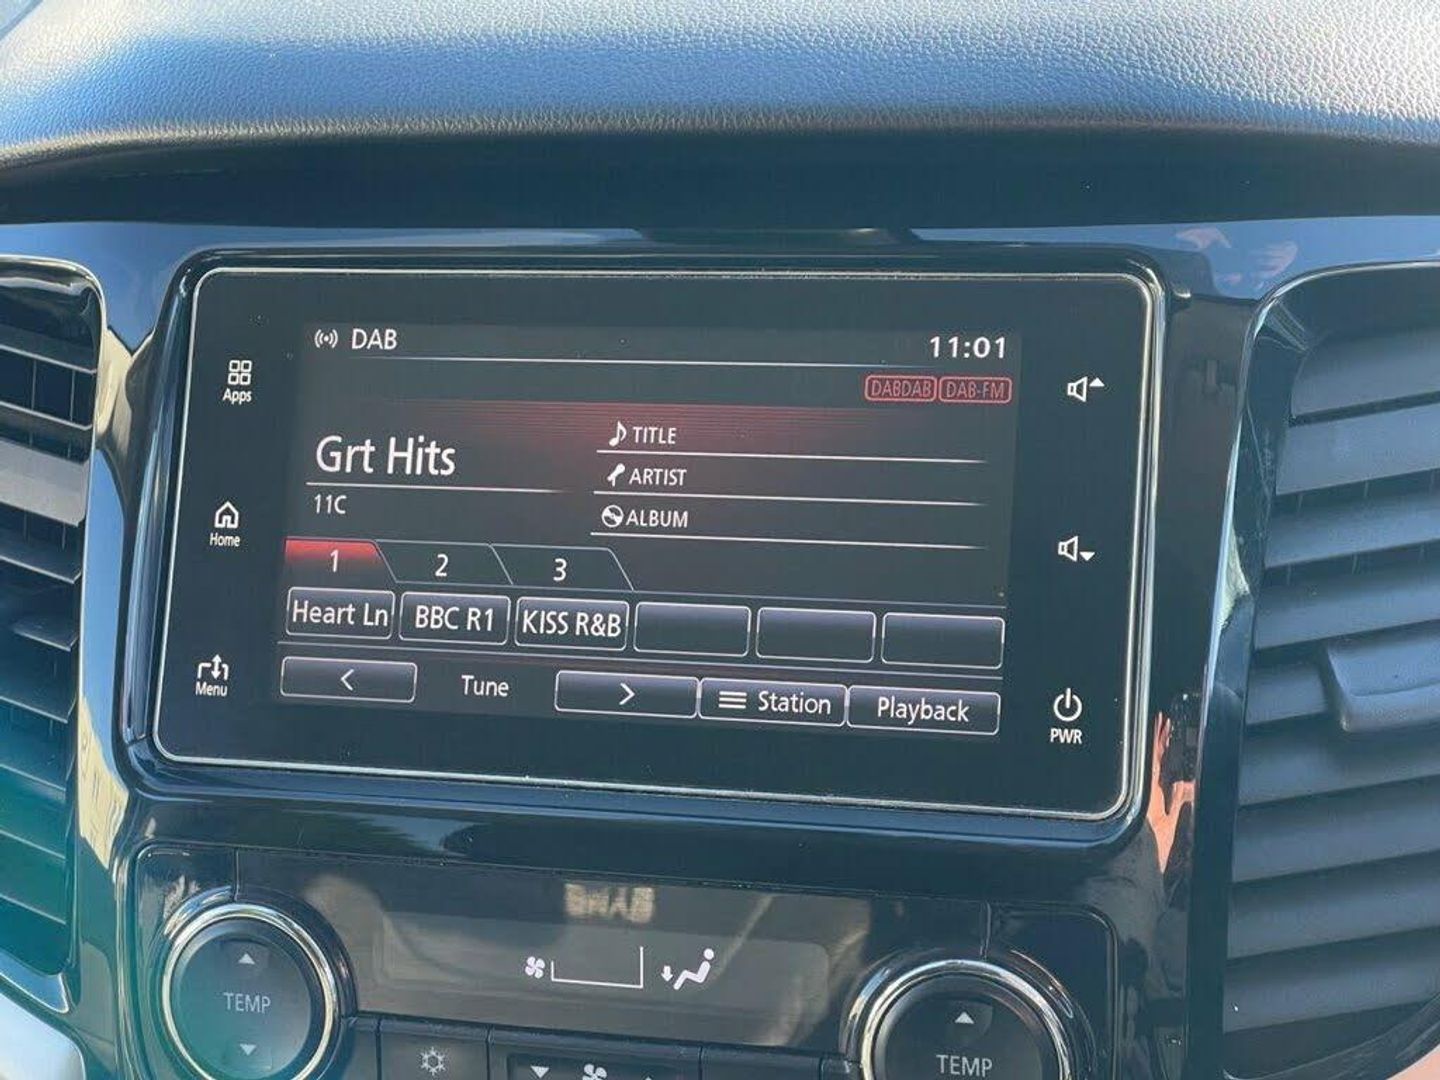 DAB
11:01
DABDAB DAB-FM
Apps
Grt Hits
TITLE
ARTIST
11C
ALBUM
Home
1 2 3
Heart Ln BBC R1 KISS R&B
Menu
< Tune > Station Playback
PWR
TEMP
TEMP